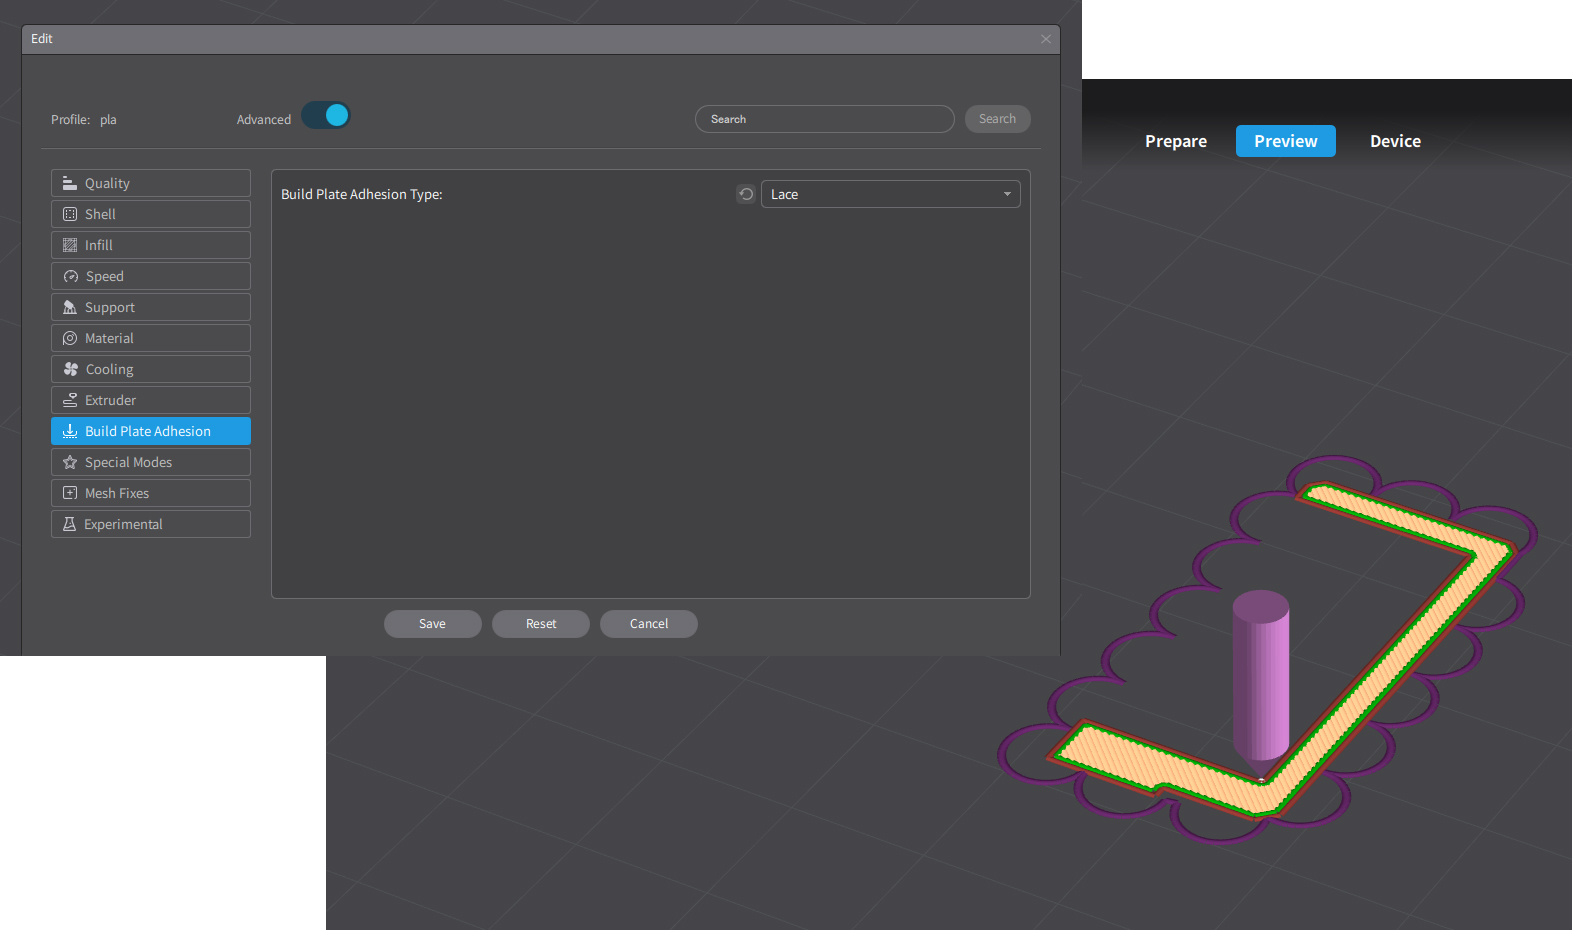 Edit
Profile: pla
Advanced
Search
Search
Prepare
Preview
Device
Quality
Shell
Infill
Speed
Support
Material
Cooling
Extruder
Build Plate Adhesion
Special Modes
Mesh Fixes
Experimental
Build Plate Adhesion Type:
Lace
Save
Reset
Cancel